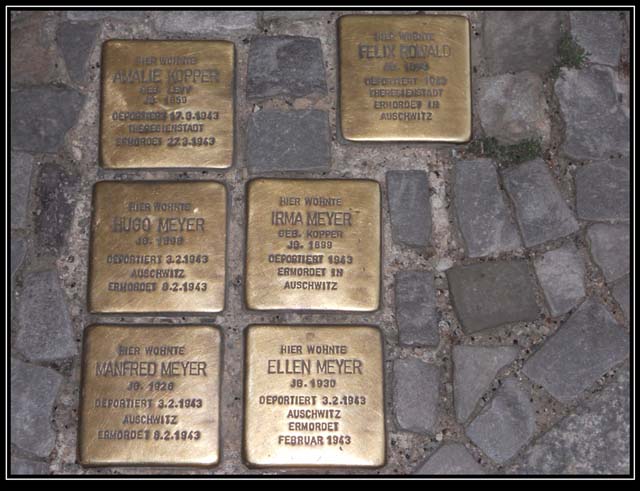 HIER WOHNTE
AMALIE KOPPER
GEB. LEVY
JG. 1859
DEPORTIERT 17.3.1943
THERESIENSTADT
ERMORDET 27.3.1943
HIER WOHNTE
FELIX RONALD
DEPORTIERT 1943
THERESIENSTADT
ERMORDET IN
AUSCHWITZ
HIER WOHNTE
HUGO MEYER
JG. 1898
DEPORTIERT 3.2.1943
AUSCHWITZ
ERMORDET 9.2.1943
HIER WOHNTE
IRMA MEYER
GEB. KOPPER
JG. 1899
DEPORTIERT 1943
ERMORDET IN
AUSCHWITZ
HIER WOHNTE
MANFRED MEYER
JG. 1926
DEPORTIERT 3.2.1943
AUSCHWITZ
ERMORDET 9.2.1943
HIER WOHNTE
ELLEN MEYER
JG. 1930
DEPORTIERT 3.2.1943
AUSCHWITZ
ERMORDET
FEBRUAR 1943